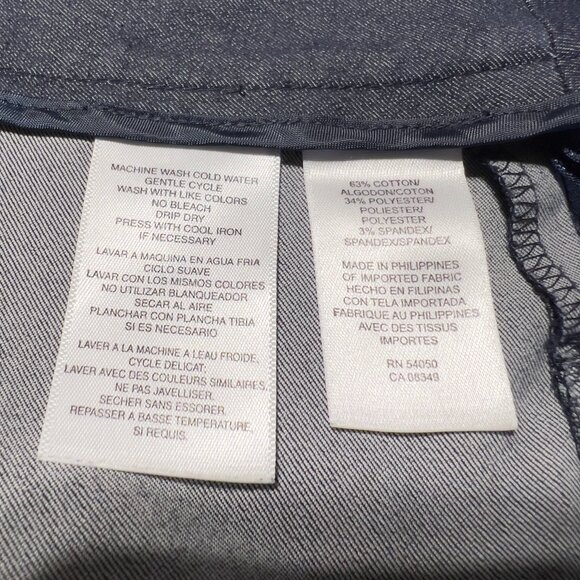 MACHINE WASH COLD WATER
GENTLE CYCLE
WASH WITH LIKE COLORS
NO BLEACH
DRIP DRY
PRESS WITH COOL IRON
IF NECESSARY
LAVAR A MAQUINA EN AGUA FRIA
CICLO SUAVE
LAVAR CON LOS MISMOS COLORES
NO UTILIZAR BLANQUEADOR
SECAR AL AIRE
PLANCHAR CON PLANCHA TIBIA
SI ES NECESARIO
LAVER A LA MACHINE A LEAU FROIDE,
CYCLE DELICAT;
LAVER AVEC DES COULEURS SIMILAIRES,
NE PAS JAVELLISER.
SECHER SANS ESSORER.
REPASSER A BASSE TEMPERATURE,
SI REQUIS.
63% COTTON/
ALGODON/COTON
34% POLYESTER/
POLIESTER/
POLYESTER
3% SPANDEX/
SPANDEX/SPANDEX
MADE IN PHILIPPINES
OF IMPORTED FABRIC
HECHO EN FILIPINAS
CON TELA IMPORTADA
FABRIQUE AU PHILIPPINES
AVEC DES TISSUS
IMPORTES
RN 54050
CA 08349